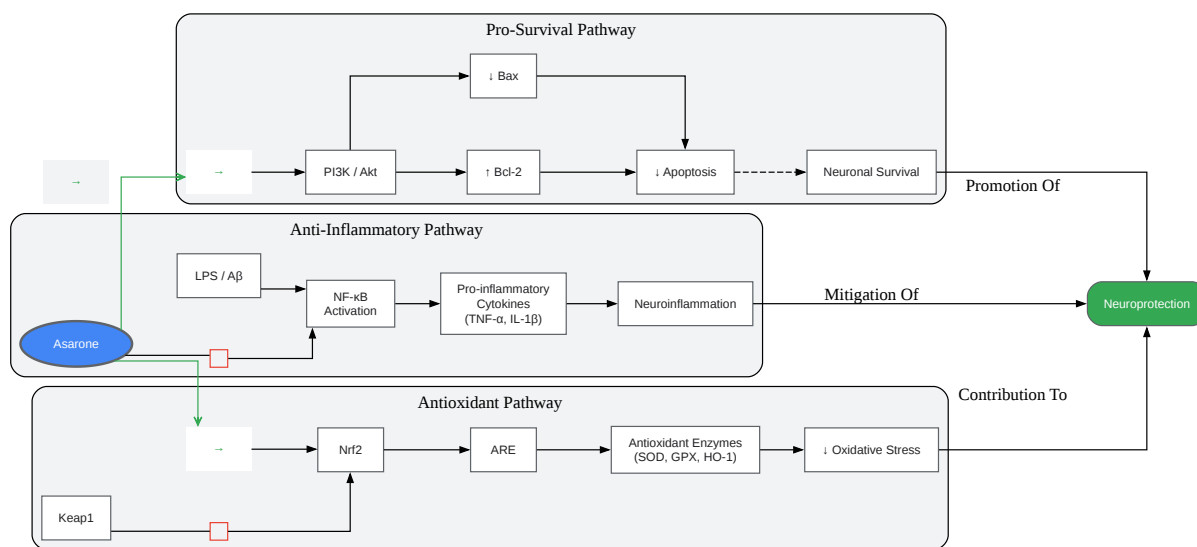 Pro-Survival Pathway
↓ Bax
→
→
PI3K / Akt
↑ Bcl-2
↓ Apoptosis
Neuronal Survival
Promotion Of
Anti-Inflammatory Pathway
LPS / Aβ
NF-κB
Activation
Pro-inflammatory
Cytokines
(TNF-α, IL-1β)
Neuroinflammation
Mitigation Of
Neuroprotection
Asarone
Contribution To
Antioxidant Pathway
→
Nrf2
ARE
Antioxidant Enzymes
(SOD, GPX, HO-1)
↓ Oxidative Stress
Keap1